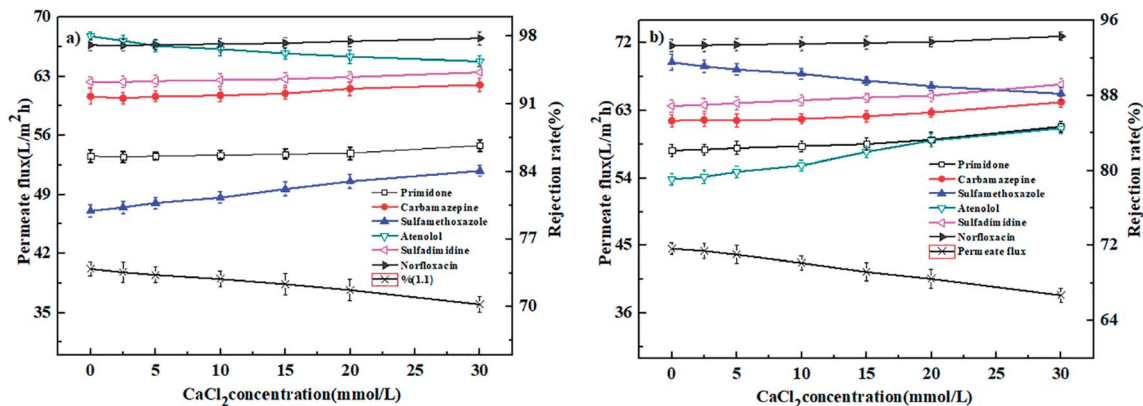 a)
Permeate flux(L/m²h)
70
63
56
49
42
35
98
91
84
77
70
Rejection rate(%)
Primidone
Carbamazepine
Sulfamethoxazole
Atenolol
Sulfadimidine
Norfloxacin
%(1.1)
0 5 10 15 20 25 30
CaCl₂concentration(mmol/L)
b)
Permeate flux(L/m²h)
72
63
54
45
36
96
88
80
72
64
Rejection rate(%)
Primidone
Carbamazepine
Sulfamethoxazole
Atenolol
Sulfadimidine
Norfloxacin
Permeate flux
0 5 10 15 20 25 30
CaCl₂concentration(mmol/L)